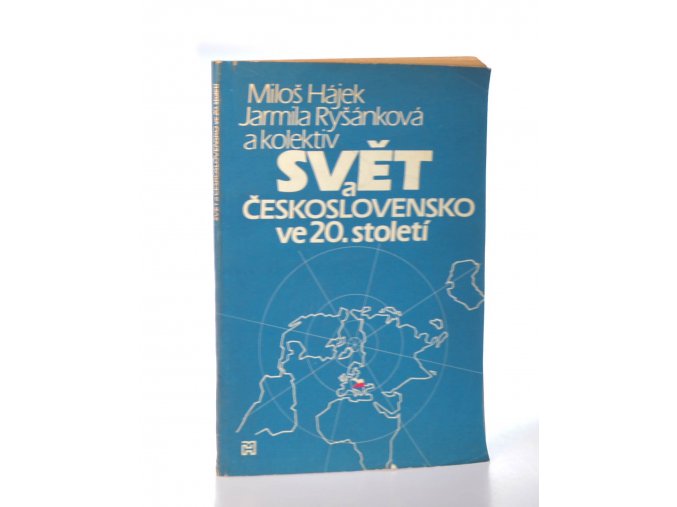 Miloš Hájek
Jarmila Ryšánková
a kolektiv
SVĚT
a
ČESKOSLOVENSKO
ve 20. století